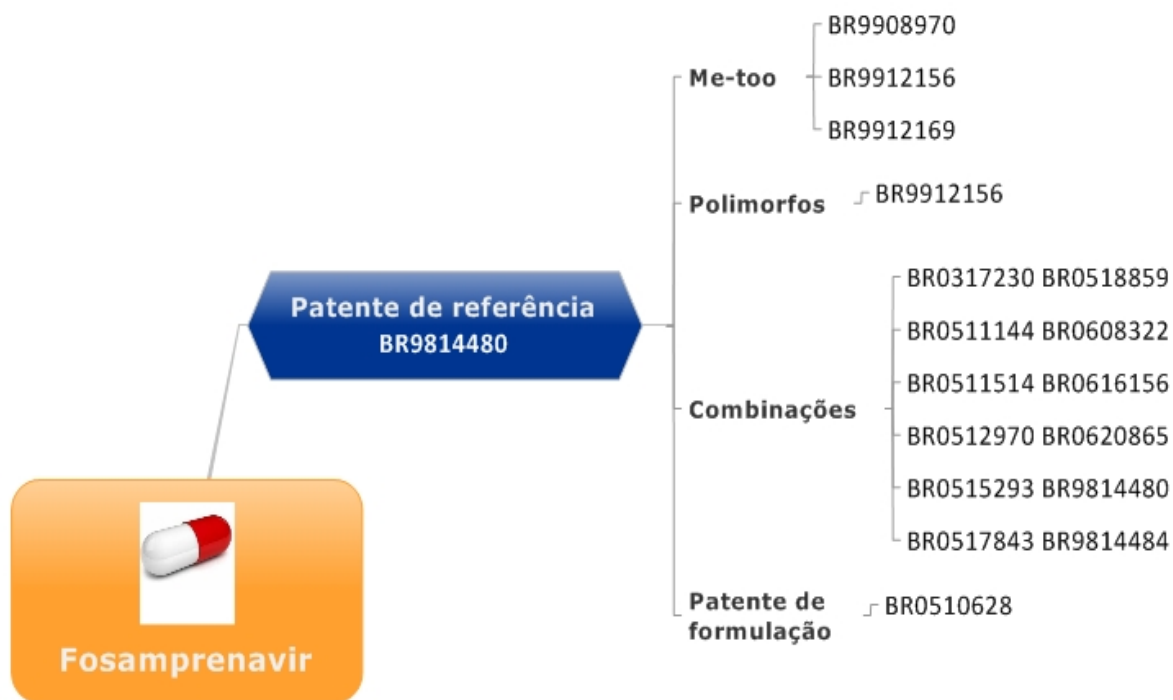 BR9908970
Me-too
BR9912156
BR9912169
Polimorfos
BR9912156
Patente de referência
BR9814480
BR0317230 BR0518859
BR0511144 BR0608322
BR0511514 BR0616156
Combinações
BR0512970 BR0620865
BR0515293 BR9814480
BR0517843 BR9814484
Patente de
formulação
BR0510628
Fosamprenavir